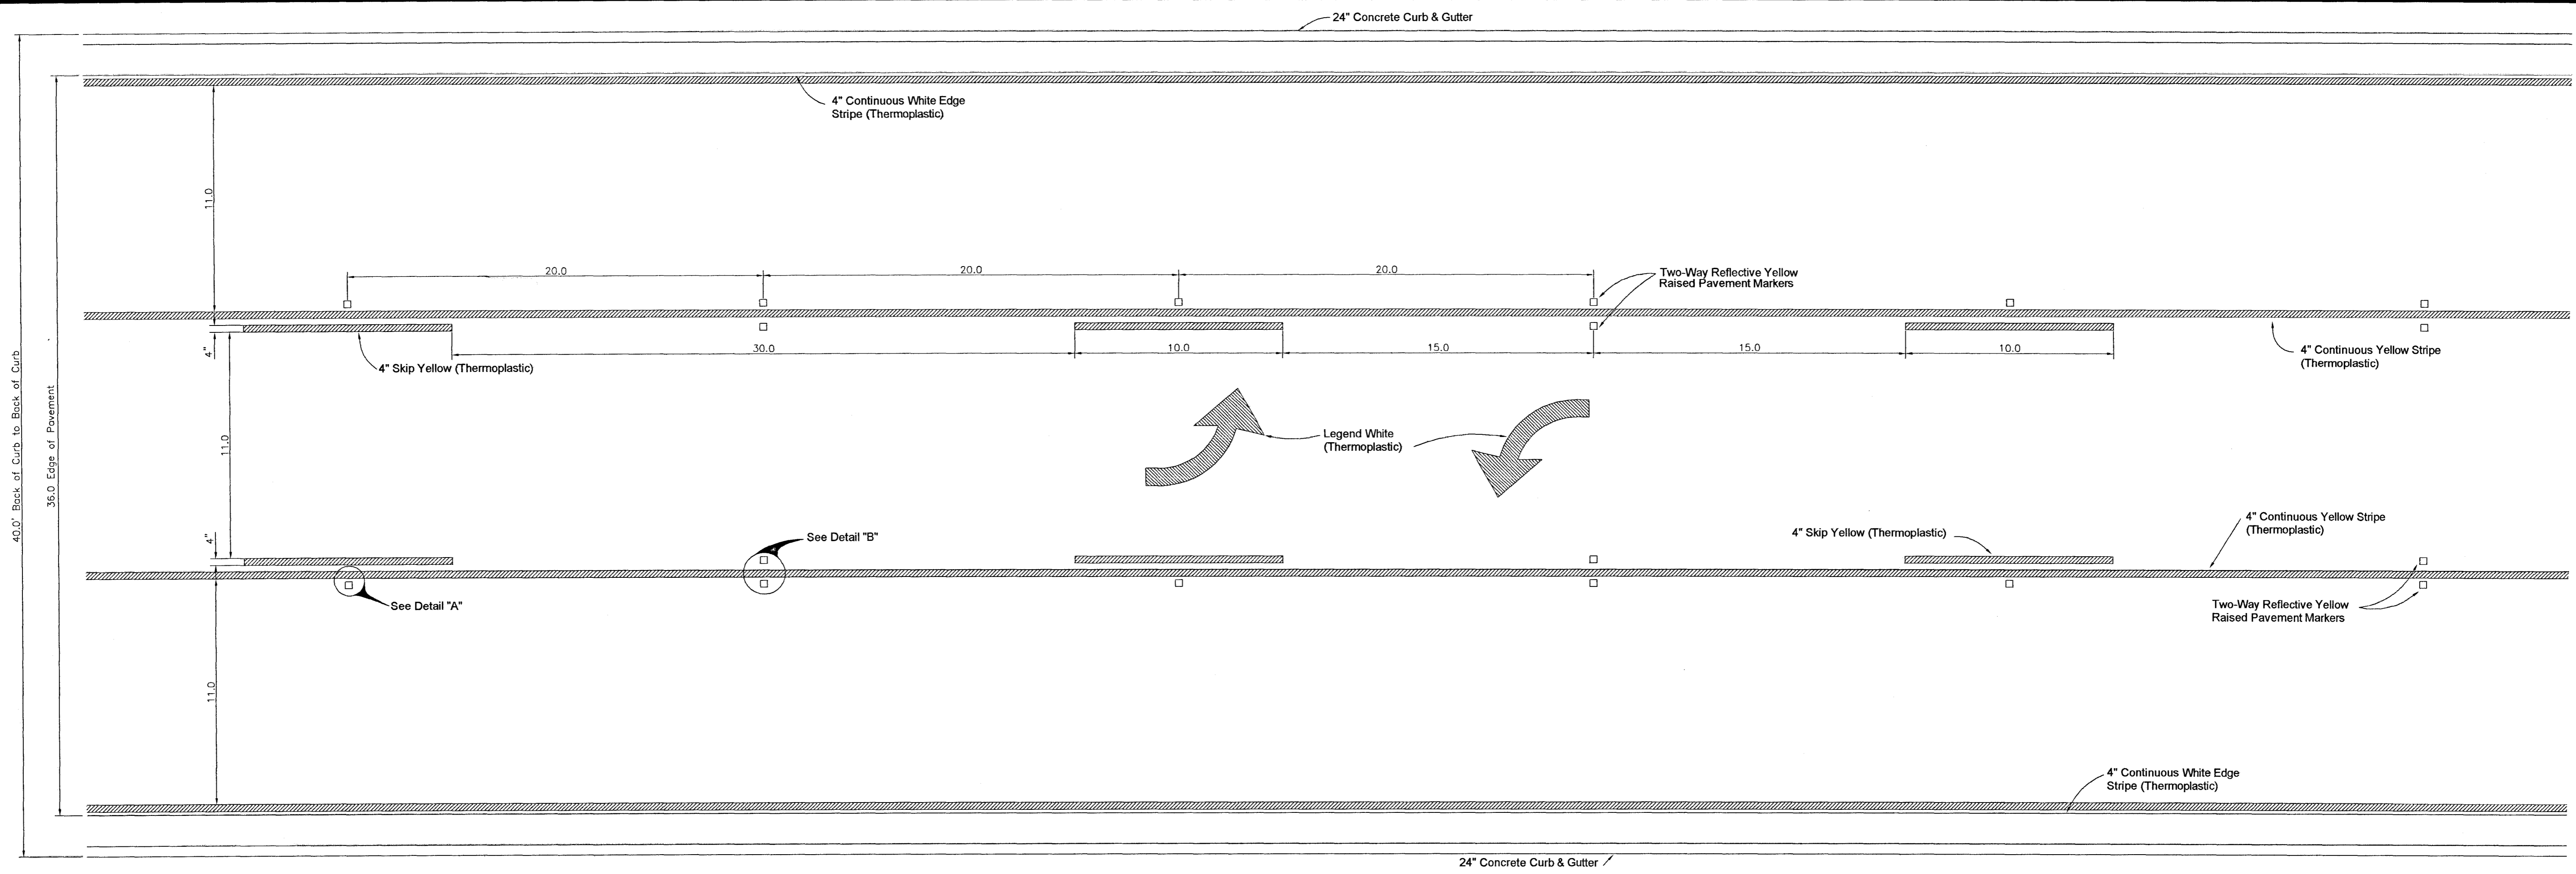 24" Concrete Curb & Gutter
4" Continuous White Edge
Stripe (Thermoplastic)
11.0
20.0
20.0
20.0
Two-Way Reflective Yellow
Raised Pavement Markers
4"
30.0
10.0
15.0
15.0
10.0
4" Continuous Yellow Stripe
(Thermoplastic)
4" Skip Yellow (Thermoplastic)
40.0' Back of Curb to Back of Curb
36.0 Edge of Pavement
11.0
Legend White
(Thermoplastic)
4"
See Detail "B"
4" Skip Yellow (Thermoplastic)
4" Continuous Yellow Stripe
(Thermoplastic)
See Detail "A"
Two-Way Reflective Yellow
Raised Pavement Markers
11.0
4" Continuous White Edge
Stripe (Thermoplastic)
24" Concrete Curb & Gutter